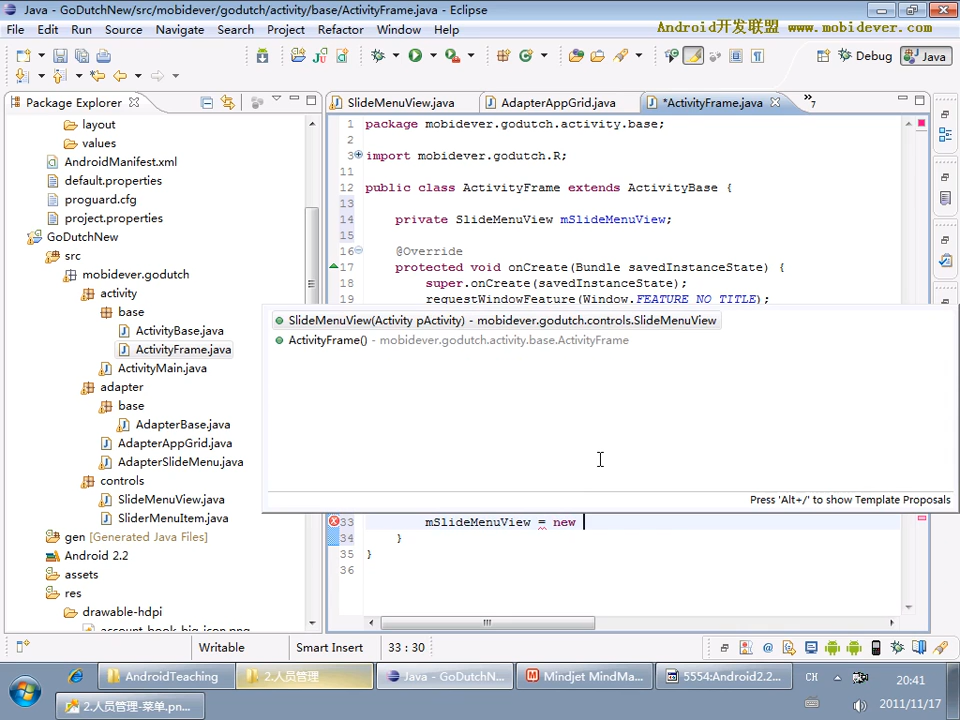 Java - GoDutchNew/src/mobidever/godutch/activity/base/ActivityFrame.java - Eclipse
File Edit Run Source Navigate Search Project Refactor Window Help
Android开发联盟 www.mobidever.com
Debug Java
Package Explorer
SlideMenuView.java AdapterAppGrid.java *ActivityFrame.java »7
layout
values
AndroidManifest.xml
default.properties
proguard.cfg
project.properties
GoDutchNew
src
mobidever.godutch
activity
base
ActivityBase.java
ActivityFrame.java
ActivityMain.java
adapter
base
AdapterBase.java
AdapterAppGrid.java
AdapterSlideMenu.java
controls
SlideMenuView.java
SliderMenuItem.java
gen [Generated Java Files]
Android 2.2
assets
res
drawable-hdpi
account-book-big-icon.png
1 package mobidever.godutch.activity.base;
2
3 import mobidever.godutch.R;
11
12 public class ActivityFrame extends ActivityBase {
13
14 private SlideMenuView mSlideMenuView;
15
16 @Override
17 protected void onCreate(Bundle savedInstanceState) {
18 super.onCreate(savedInstanceState);
19 requestWindowFeature(Window.FEATURE_NO_TITLE);
SlideMenuView(Activity pActivity) - mobidever.godutch.controls.SlideMenuView
ActivityFrame() - mobidever.godutch.activity.base.ActivityFrame
Press 'Alt+/' to show Template Proposals
33 mSlideMenuView = new
34 }
35 }
36
Writable Smart Insert 33 : 30
AndroidTeaching 2.人员管理 Java - GoDutchN... Mindjet MindMa... 5554:Android2.2... CH 20:41
2.人员管理-菜单.pn... 2011/11/17